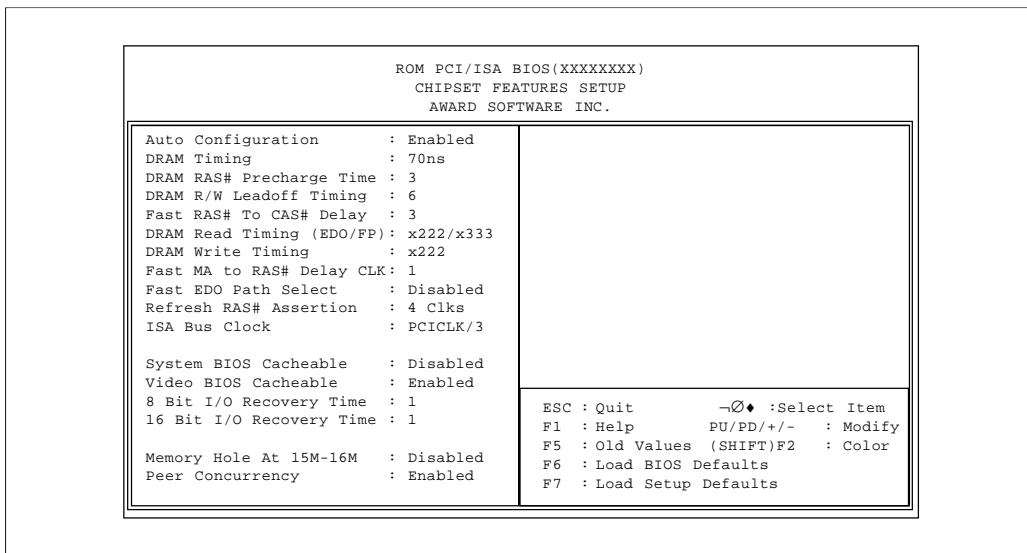 ROM PCI/ISA BIOS(XXXXXXXX)
CHIPSET FEATURES SETUP
AWARD SOFTWARE INC.
Auto Configuration : Enabled
DRAM Timing : 70ns
DRAM RAS# Precharge Time : 3
DRAM R/W Leadoff Timing : 6
Fast RAS# To CAS# Delay : 3
DRAM Read Timing (EDO/FP): x222/x333
DRAM Write Timing : x222
Fast MA to RAS# Delay CLK: 1
Fast EDO Path Select : Disabled
Refresh RAS# Assertion : 4 Clks
ISA Bus Clock : PCICLK/3
System BIOS Cacheable : Disabled
Video BIOS Cacheable : Enabled
8 Bit I/O Recovery Time : 1
16 Bit I/O Recovery Time : 1
Memory Hole At 15M-16M : Disabled
Peer Concurrency : Enabled
ESC : Quit ¬∅♦ :Select Item
F1 : Help PU/PD/+/- : Modify
F5 : Old Values (SHIFT)F2 : Color
F6 : Load BIOS Defaults
F7 : Load Setup Defaults